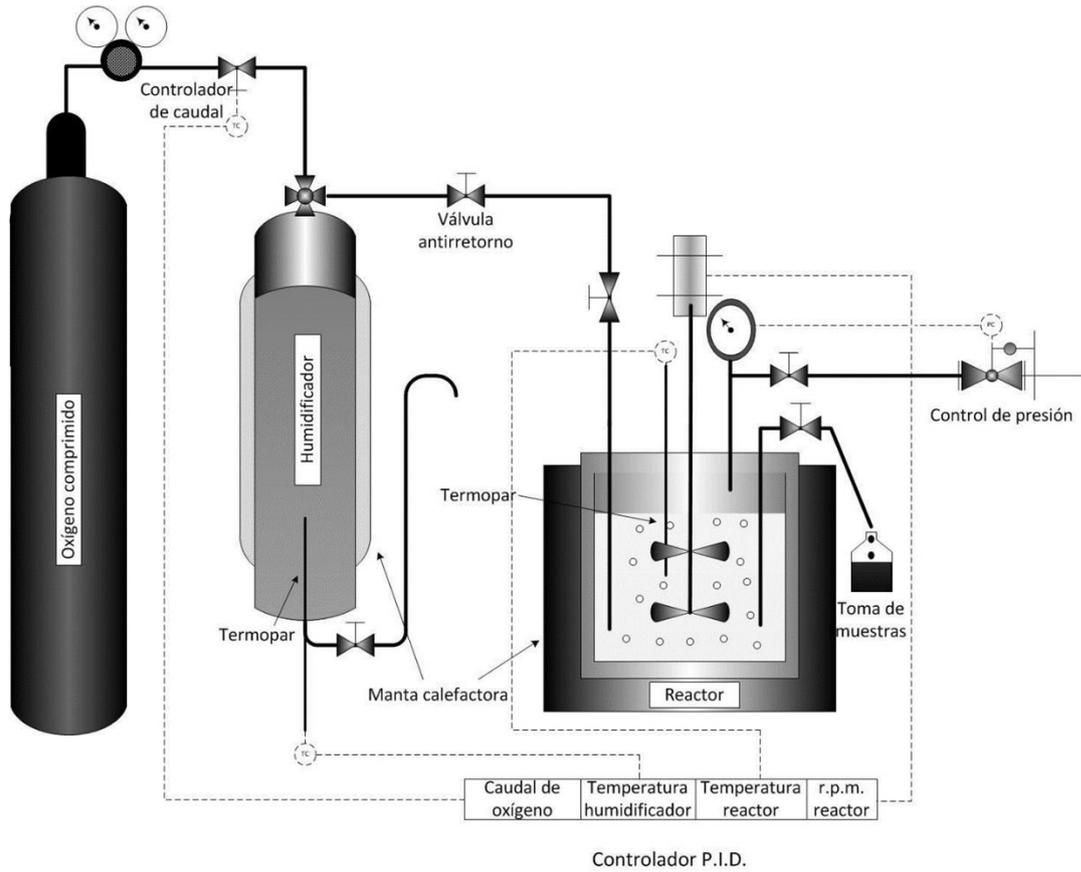 Controlador
de caudal
TC
Válvula
antirretorno
Oxígeno comprimido
Humidificador
TC
PC
Control de presión
Termopar
Toma de
muestras
Termopar
Manta calefactora
Reactor
TC
Caudal de
oxígeno
Temperatura
humidificador
Temperatura
reactor
r.p.m.
reactor
Controlador P.I.D.